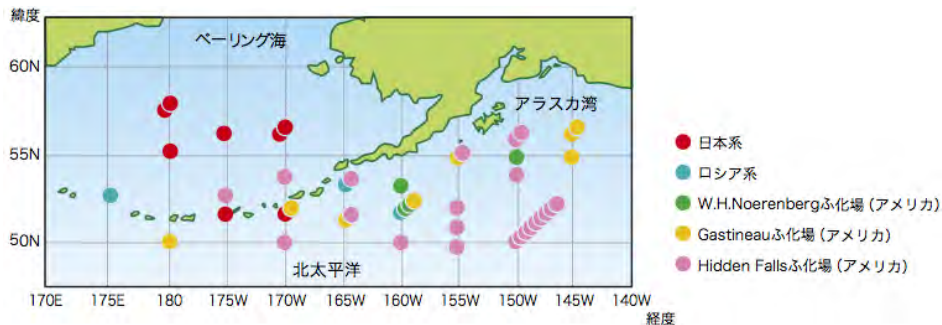 緯度
ベーリング海
60N
アラスカ湾
日本系
55N
ロシア系
W.H.Noerenbergふ化場(アメリカ)
Gastineauふ化場(アメリカ)
50N
Hidden Fallsふ化場(アメリカ)
北太平洋
170E 175E 180 175W 170W 165W 160W 155W 150W 145W 140W
経度